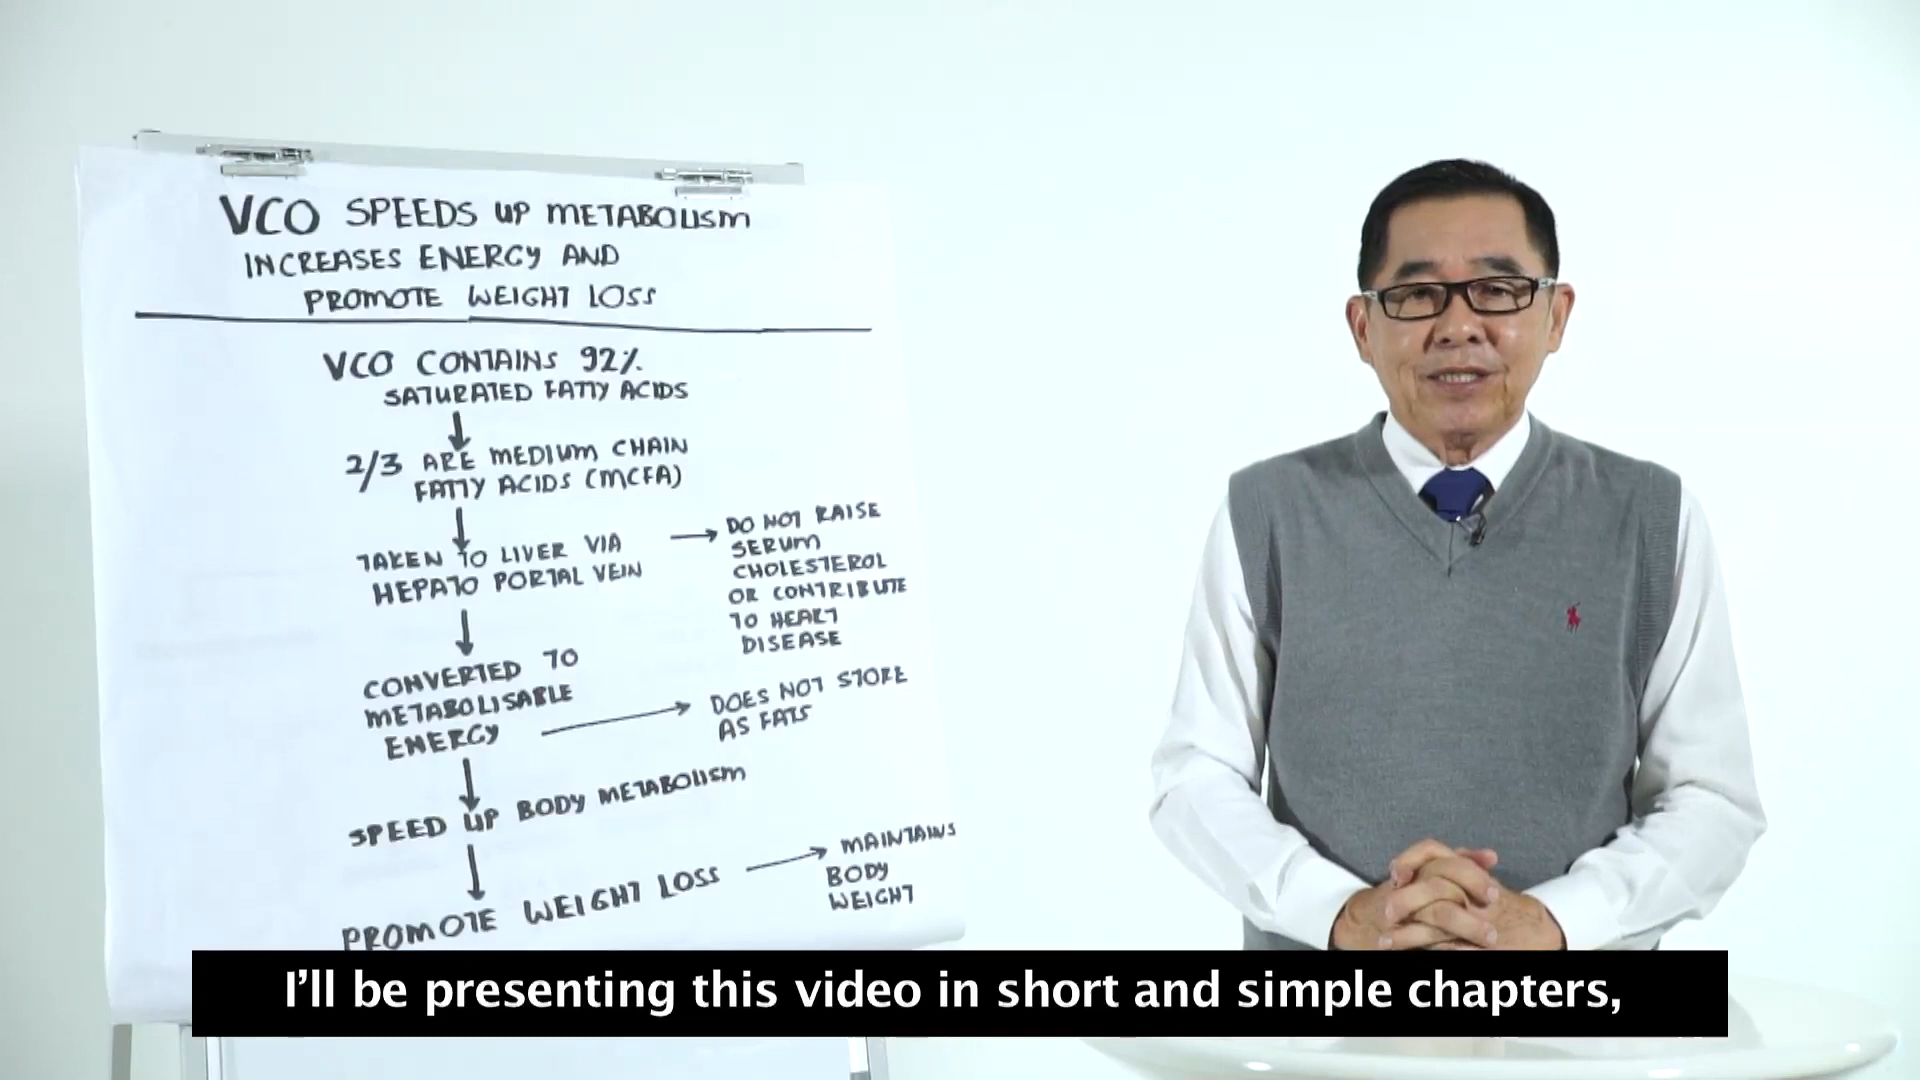 VCO SPEEDS UP METABOLISM
INCREASES ENERGY AND
PROMOTE WEIGHT LOSS
VCO CONTAINS 92%
SATURATED FATTY ACIDS
2/3 ARE MEDIUM CHAIN
FATTY ACIDS (MCFA)
TAKEN TO LIVER VIA
HEPATO PORTAL VEIN
DO NOT RAISE
SERUM
CHOLESTEROL
OR CONTRIBUTE
TO HEART
DISEASE
CONVERTED TO
METABOLISABLE
ENERGY
DOES NOT STORE
AS FATS
SPEED UP BODY METABOLISM
PROMOTE WEIGHT LOSS
MAINTAINS
BODY
WEIGHT
I’ll be presenting this video in short and simple chapters,